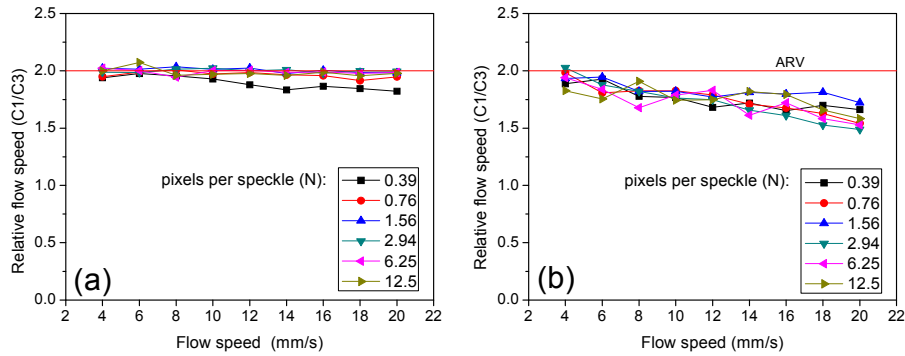 (a)
Relative flow speed (C1/C3)
2.5
2.0
1.5
1.0
0.5
0.0
pixels per speckle (N):
0.39
0.76
1.56
2.94
6.25
12.5
2 4 6 8 10 12 14 16 18 20 22
Flow speed (mm/s)
(b)
Relative flow speed (C1/C3)
2.5
2.0
1.5
1.0
0.5
0.0
ARV
pixels per speckle (N):
0.39
0.76
1.56
2.94
6.25
12.5
2 4 6 8 10 12 14 16 18 20 22
Flow speed (mm/s)